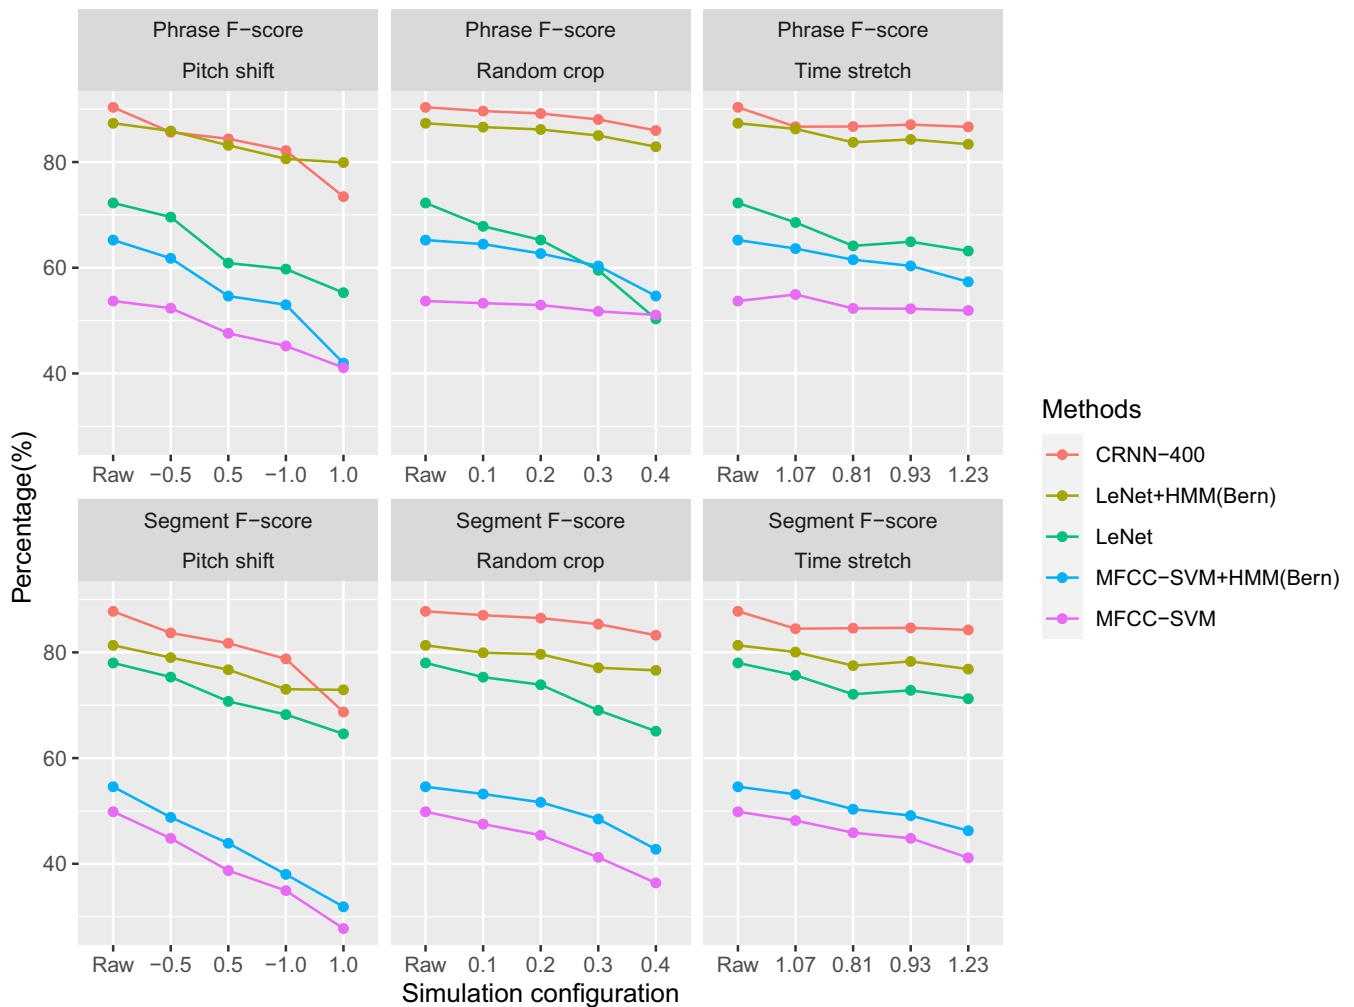 Phrase F−score
Pitch shift
Phrase F−score
Random crop
Phrase F−score
Time stretch
80
60
40
Raw −0.5 0.5 −1.0 1.0
Raw 0.1 0.2 0.3 0.4
Raw 1.07 0.81 0.93 1.23
Segment F−score
Pitch shift
Segment F−score
Random crop
Segment F−score
Time stretch
80
60
40
Raw −0.5 0.5 −1.0 1.0
Raw 0.1 0.2 0.3 0.4
Raw 1.07 0.81 0.93 1.23
Percentage(%)
Simulation configuration
Methods
CRNN−400
LeNet+HMM(Bern)
LeNet
MFCC−SVM+HMM(Bern)
MFCC−SVM